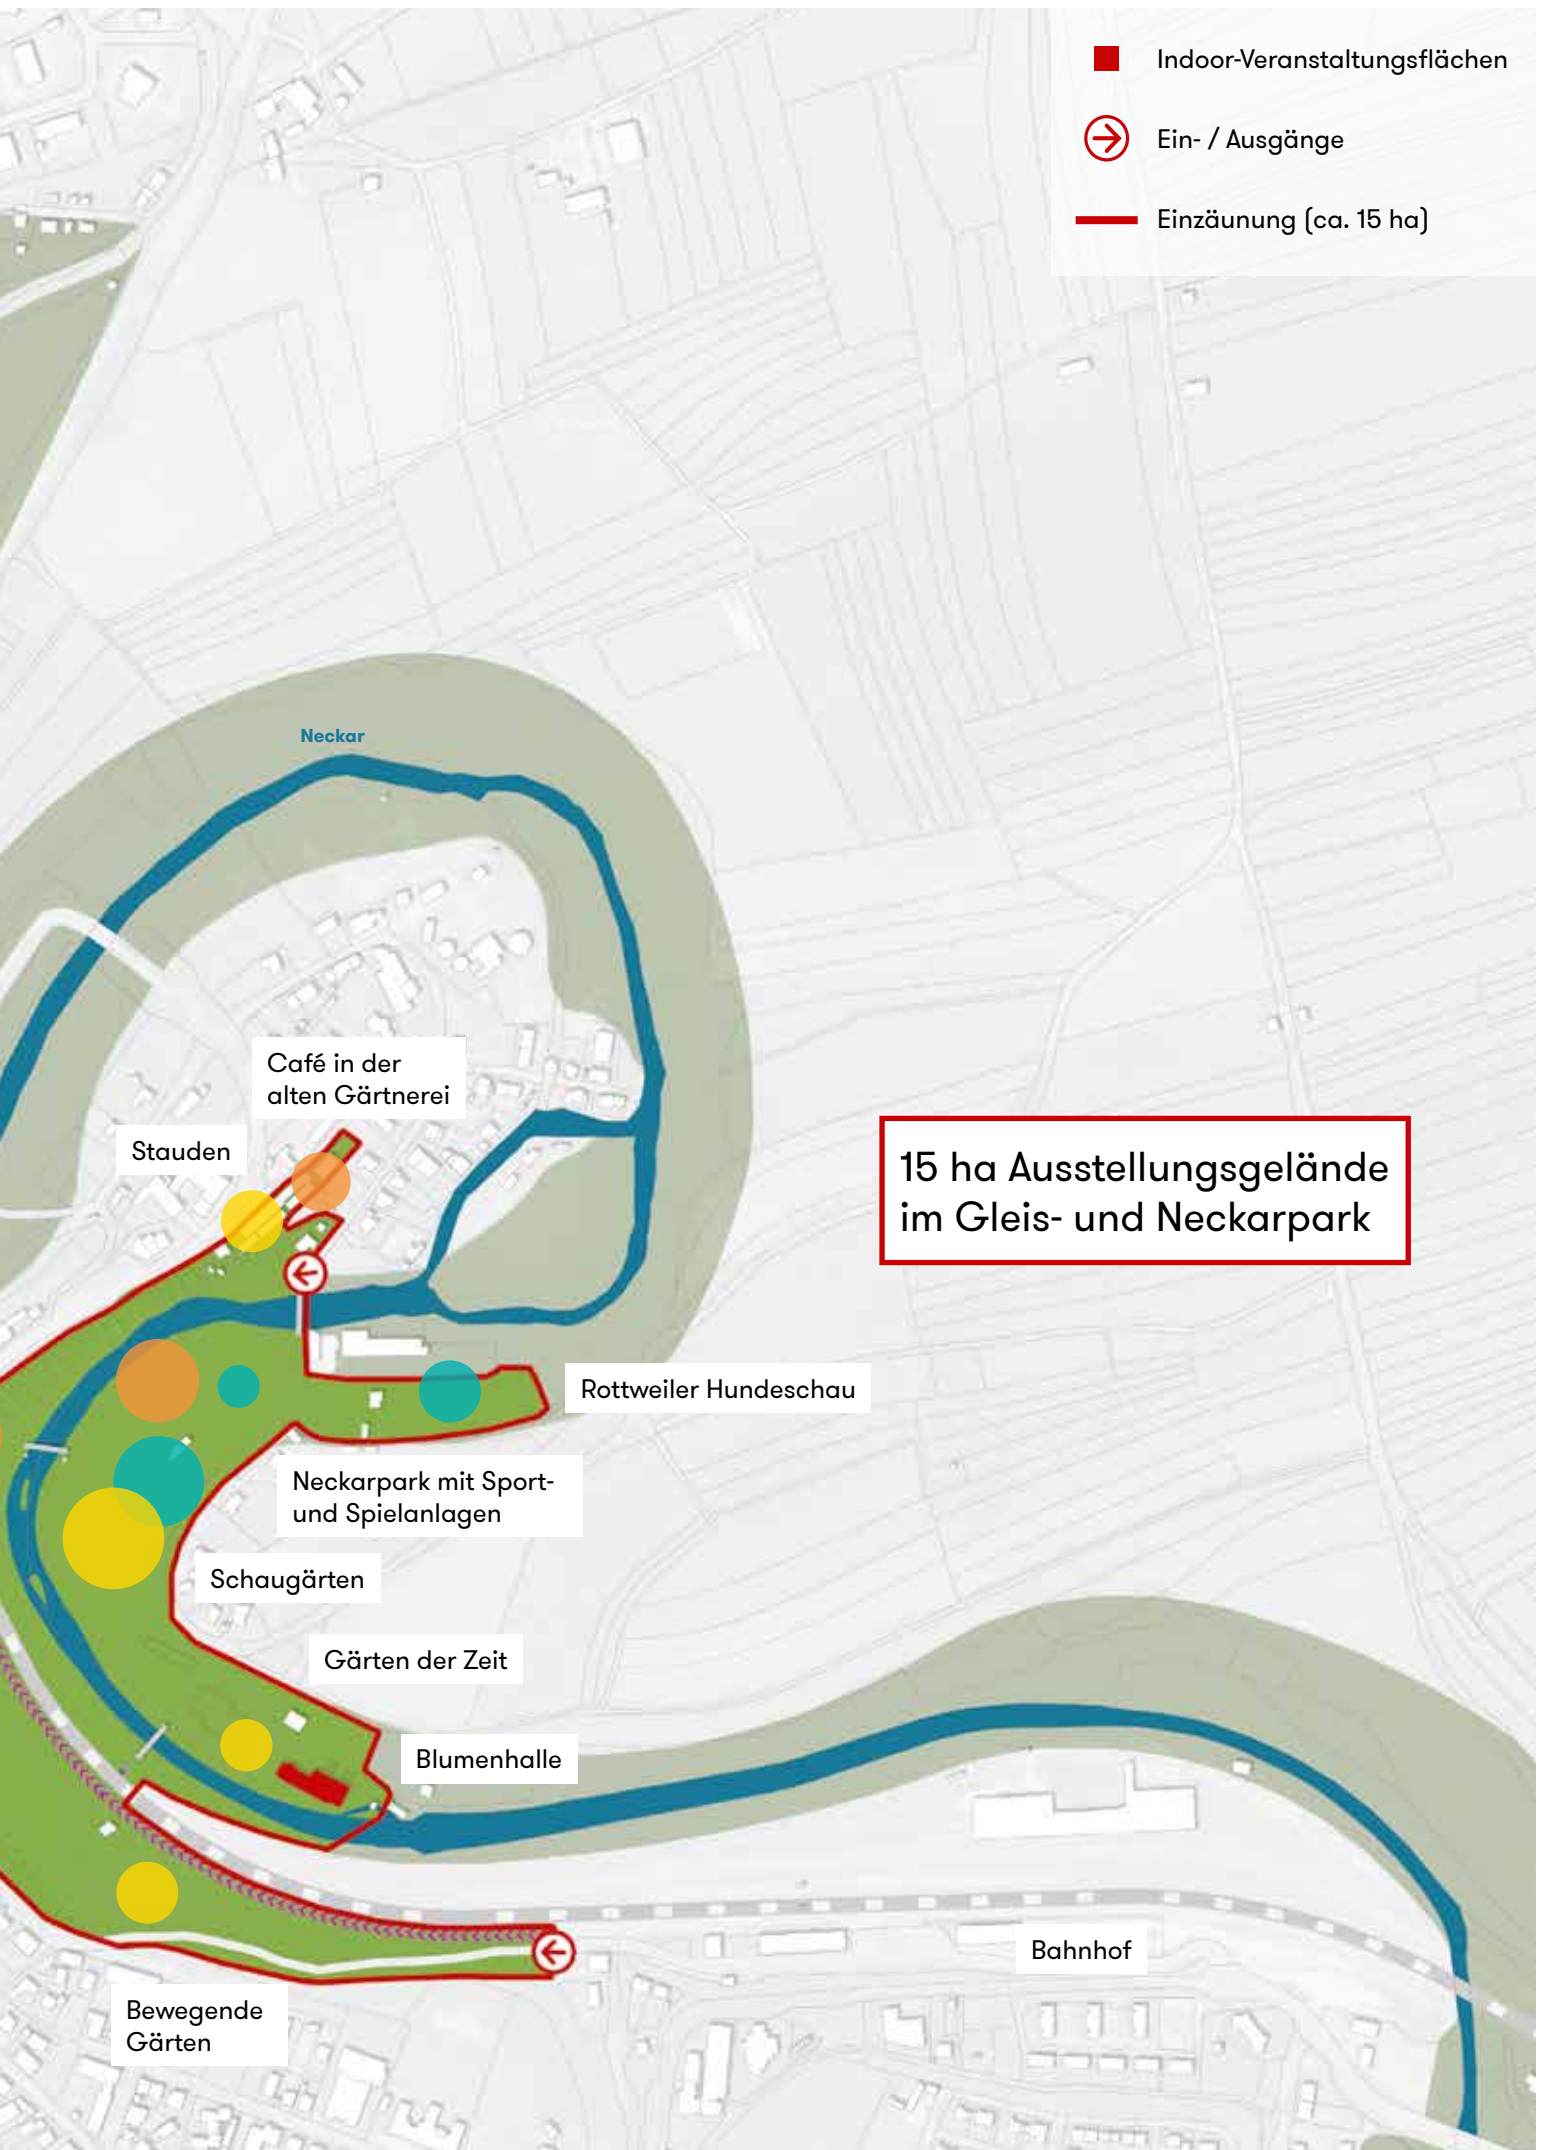 Indoor-Veranstaltungsflächen
Ein- / Ausgänge
Einzäunung (ca. 15 ha)
Neckar
Café in der
alten Gärtnerei
Stauden
15 ha Ausstellungsgelände
im Gleis- und Neckarpark
Rottweiler Hundeschau
Neckarpark mit Sport-
und Spielanlagen
Schaugärten
Gärten der Zeit
Blumenhalle
Bahnhof
Bewegende
Gärten